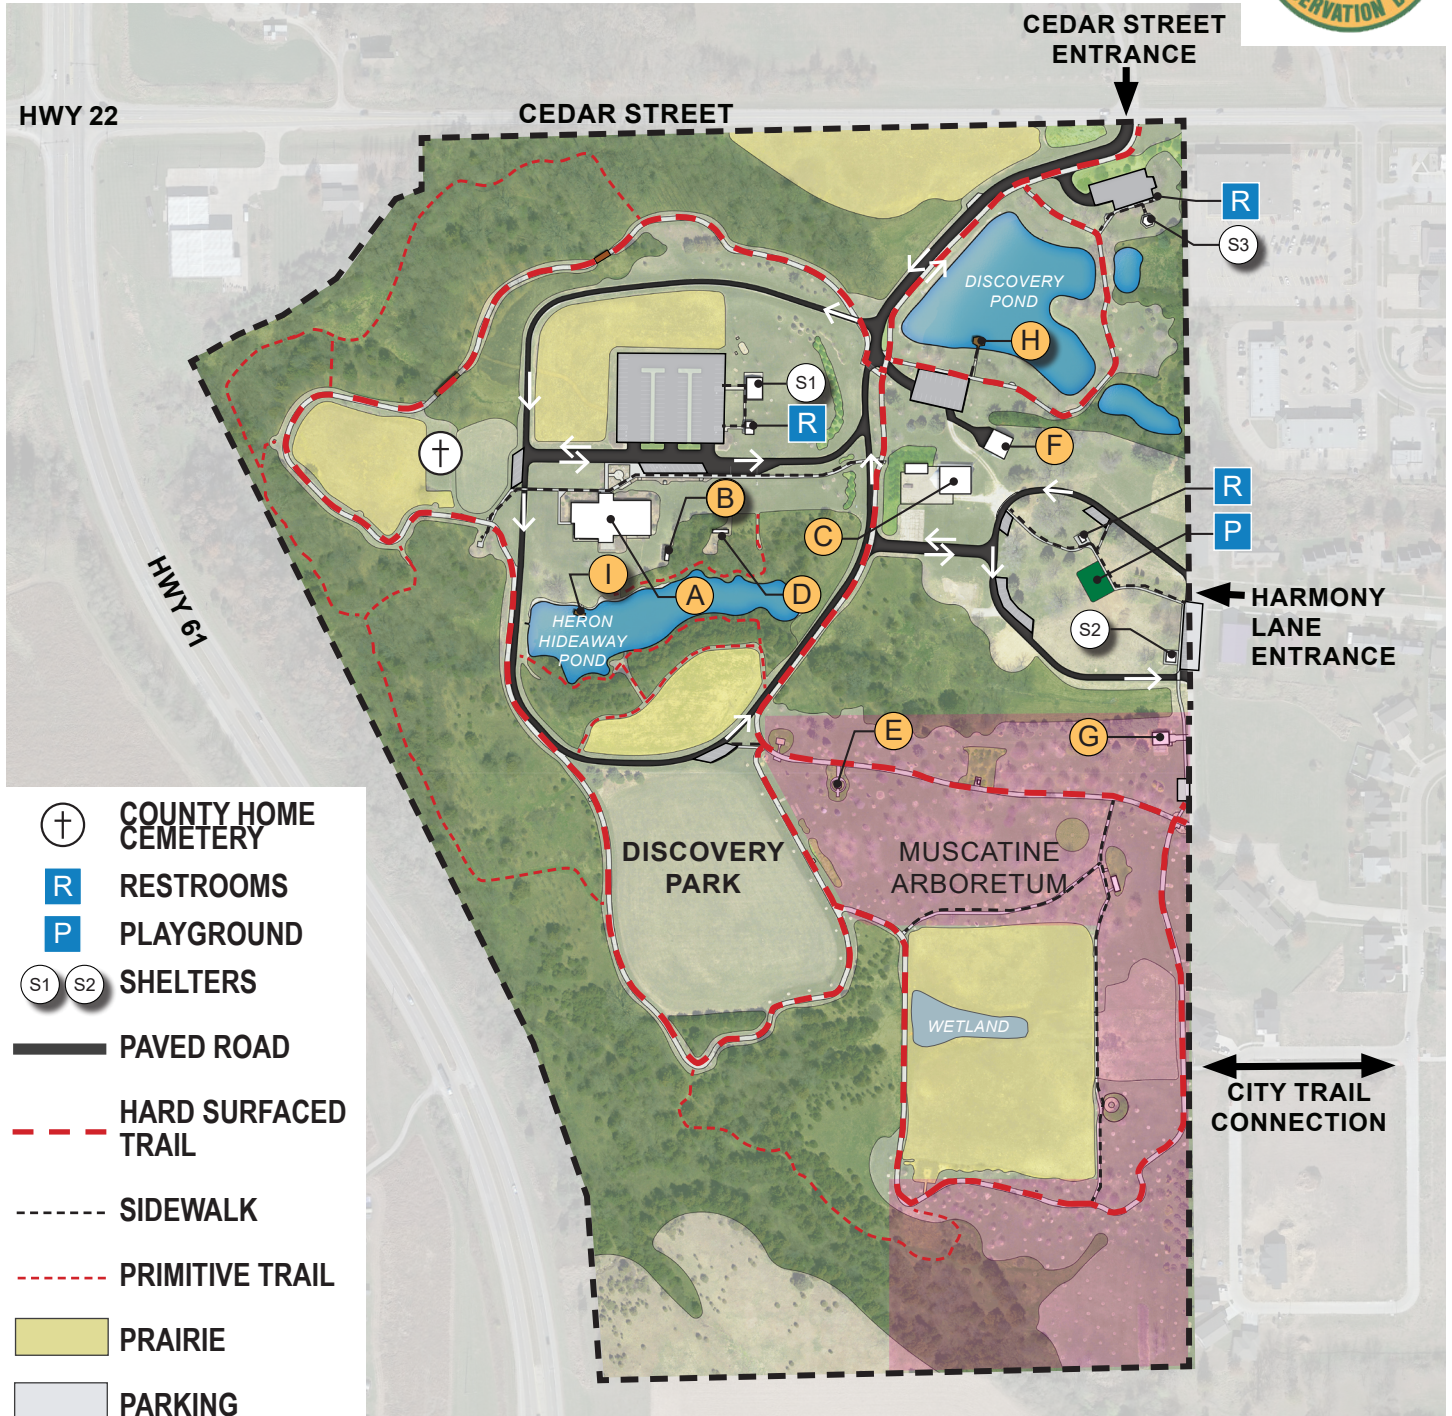 ERVATION B
CEDAR STREET
ENTRANCE
HWY 22
CEDAR STREET
R
S3
DISCOVERY
POND
H
S1
R
F
B
C
R
P
D
I
A
HERON
HIDEAWAY
POND
HWY 61
HARMONY
LANE
ENTRANCE
S2
E
G
DISCOVERY
PARK
MUSCATINE
ARBORETUM
WETLAND
CITY TRAIL
CONNECTION
COUNTY HOME
CEMETERY
R RESTROOMS
P PLAYGROUND
S1 S2 SHELTERS
PAVED ROAD
HARD SURFACED
TRAIL
SIDEWALK
PRIMITIVE TRAIL
PRAIRIE
PARKING